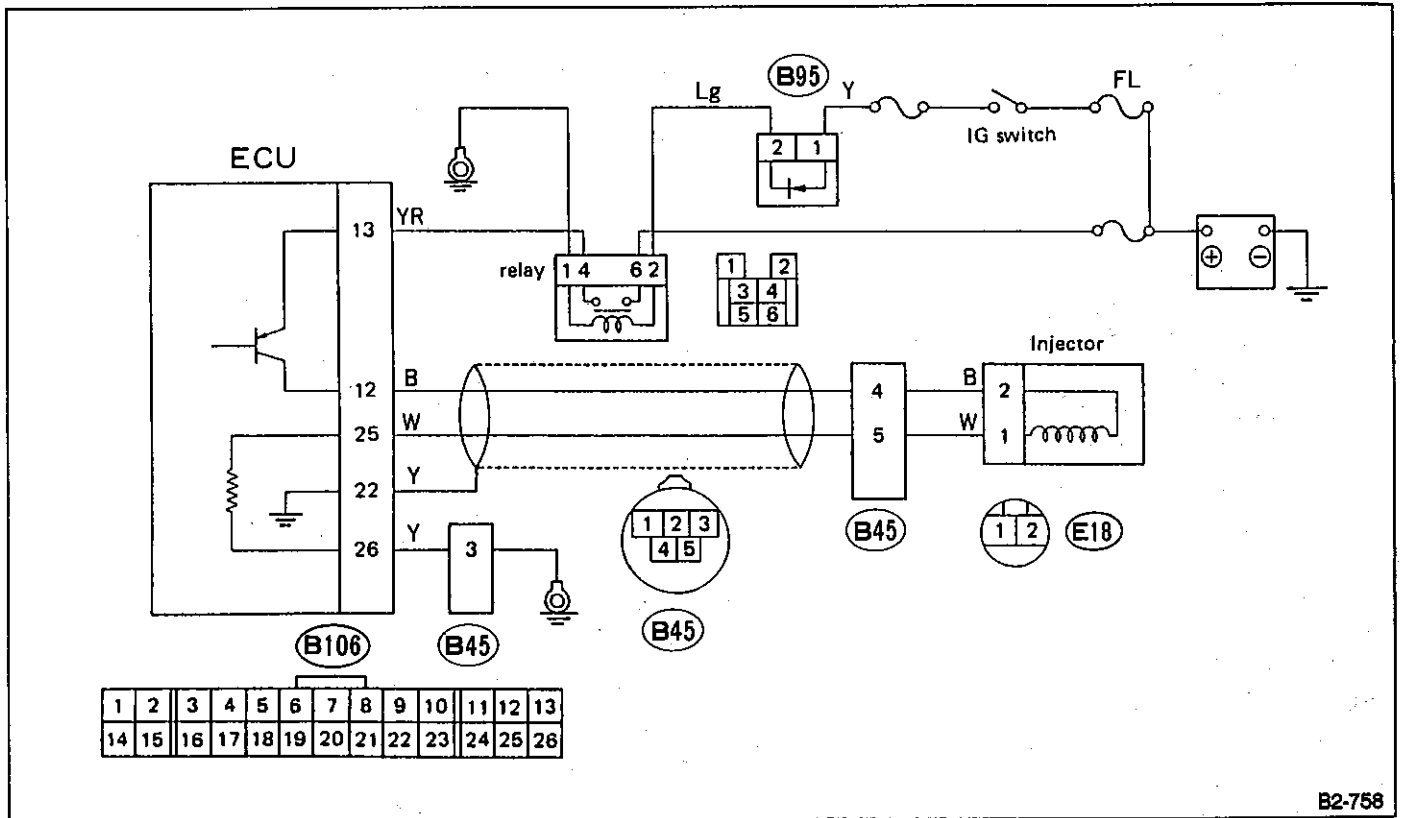 B95
Lg
Y
FL
2 1
IG switch
ECU
13
YR
relay
1 4 6 2
1 2
3 4
5 6
⊕ ⊖
Injector
12
B
4
B
2
25
W
5
W
1
22
Y
26
Y
3
1 2 3
4 5
B45
1 2
E18
B106
B45
B45
1 2 3 4 5 6 7 8 9 10 11 12 13
14 15 16 17 18 19 20 21 22 23 24 25 26
B2-758